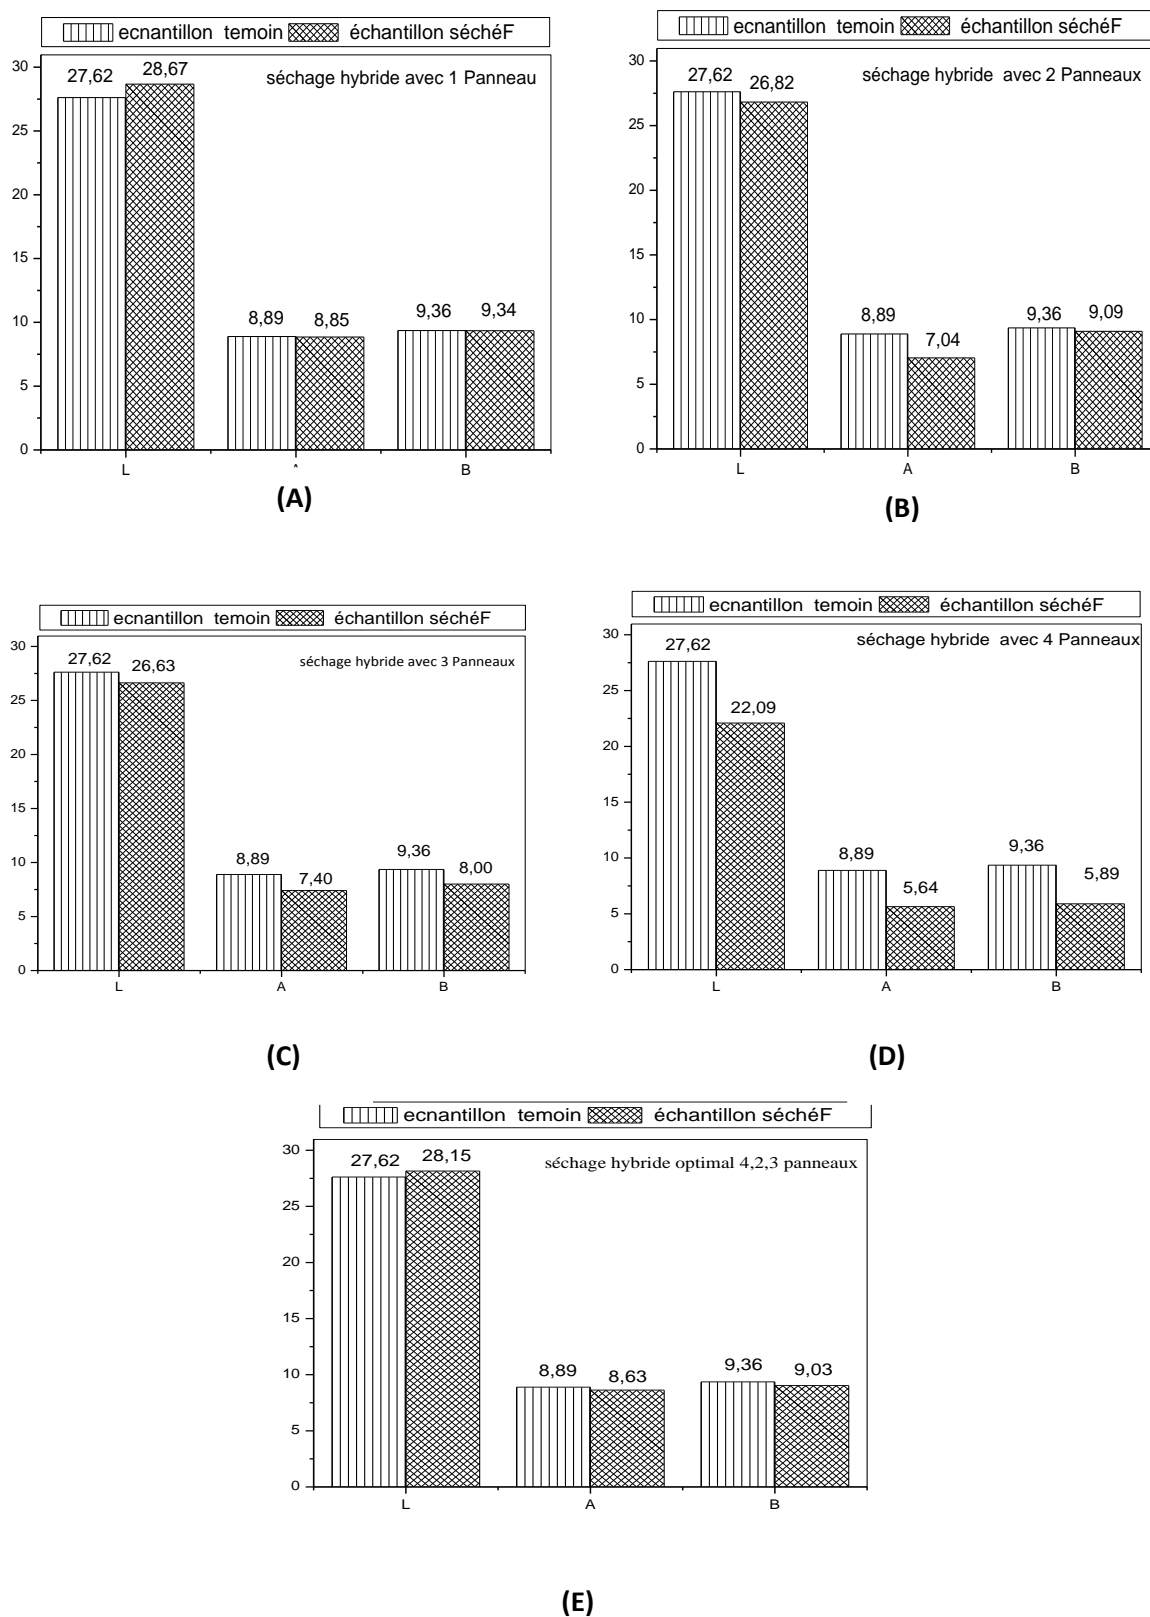 ecnantillon temoin échantillon séchéF
séchage hybride avec 1 Panneau
27,62 28,67
8,89 8,85
9,36 9,34
30
25
20
15
10
5
0
L B
(A)
ecnantillon temoin échantillon séchéF
séchage hybride avec 2 Panneaux
27,62 26,82
8,89 7,04
9,36 9,09
30
25
20
15
10
5
0
L A B
(B)
ecnantillon temoin échantillon séchéF
séchage hybride avec 3 Panneaux
27,62 26,63
8,89 7,40
9,36 8,00
30
25
20
15
10
5
0
L A B
(C)
ecnantillon temoin échantillon séchéF
séchage hybride avec 4 Panneaux
27,62 22,09
8,89 5,64
9,36 5,89
30
25
20
15
10
5
0
L A B
(D)
ecnantillon temoin échantillon séchéF
séchage hybride optimal 4,2,3 panneaux
27,62 28,15
8,89 8,63
9,36 9,03
30
25
20
15
10
5
0
L A B
(E)